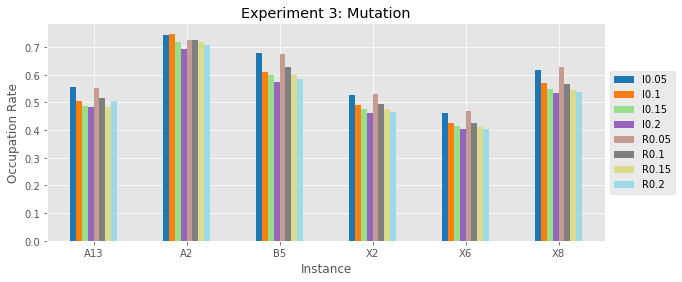 Experiment 3: Mutation
Occupation Rate
0.7
0.6
0.5
0.4
0.3
0.2
0.1
0.0
A13 A2 B5 X2 X6 X8
Instance
I0.05
I0.1
I0.15
I0.2
R0.05
R0.1
R0.15
R0.2